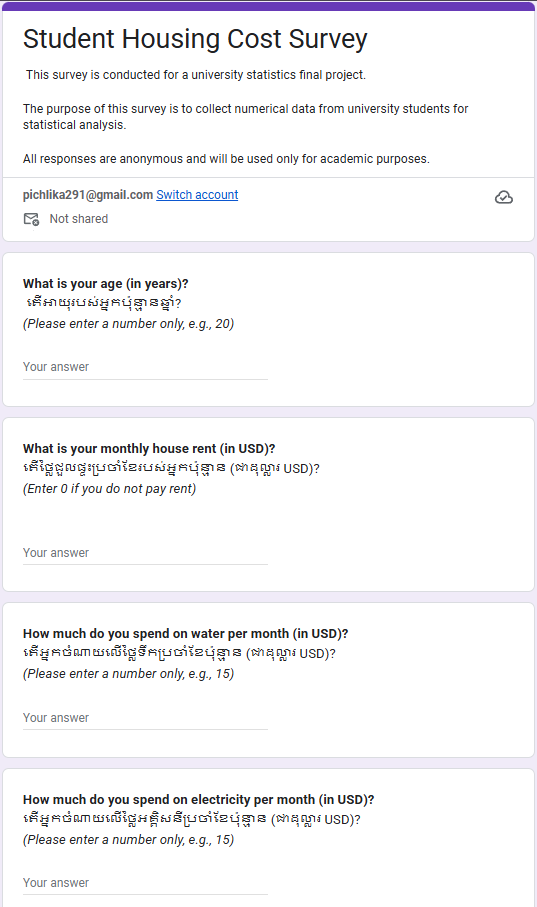 Student Housing Cost Survey
This survey is conducted for a university statistics final project.
The purpose of this survey is to collect numerical data from university students for
statistical analysis.
All responses are anonymous and will be used only for academic purposes.
pichlika291@gmail.com Switch account
Not shared
What is your age (in years)?
តើអាយុរបស់អ្នកប៉ុន្មានឆ្នាំ?
(Please enter a number only, e.g., 20)
Your answer
What is your monthly house rent (in USD)?
តើថ្លៃជួលផ្ទះប្រចាំខែរបស់អ្នកប៉ុន្មាន (ជាដុល្លារ USD)?
(Enter 0 if you do not pay rent)
Your answer
How much do you spend on water per month (in USD)?
តើអ្នកចំណាយលើថ្លៃទឹកប្រចាំខែប៉ុន្មាន (ជាដុល្លារ USD)?
(Please enter a number only, e.g., 15)
Your answer
How much do you spend on electricity per month (in USD)?
តើអ្នកចំណាយលើថ្លៃអគ្គិសនីប្រចាំខែប៉ុន្មាន (ជាដុល្លារ USD)?
(Please enter a number only, e.g., 15)
Your answer